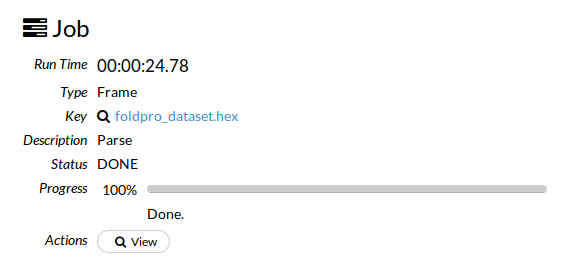 Job
Run Time 00:00:24.78
Type Frame
Key foldpro_dataset.hex
Description Parse
Status DONE
Progress 100%
Done.
Actions View